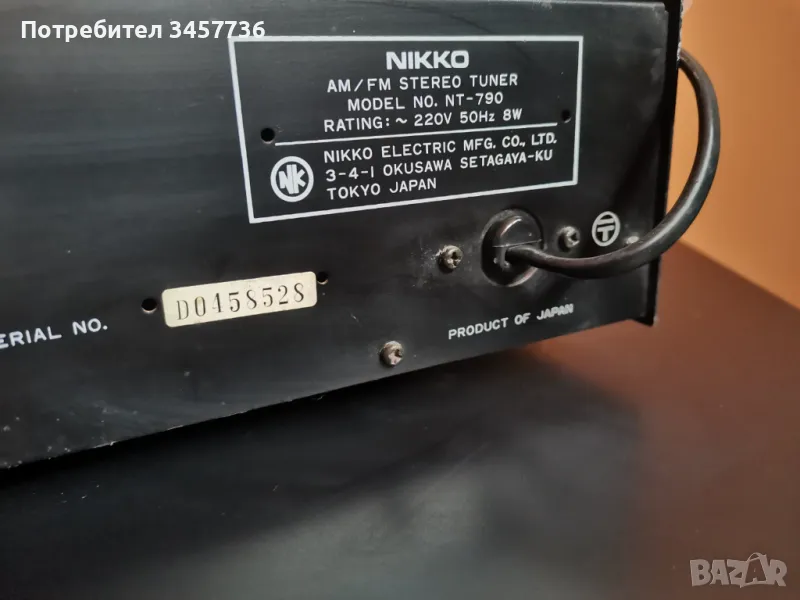 Потребител 3457736
NIKKO
AM/FM STEREO TUNER
MODEL NO. NT-790
RATING: ~ 220V 50Hz 8W
NK
NIKKO ELECTRIC MFG. CO., LTD.
3-4-1 OKUSAWA SETAGAYA-KU
TOKYO JAPAN
T
ERIAL NO.
D0458528
PRODUCT OF JAPAN
BAZAR